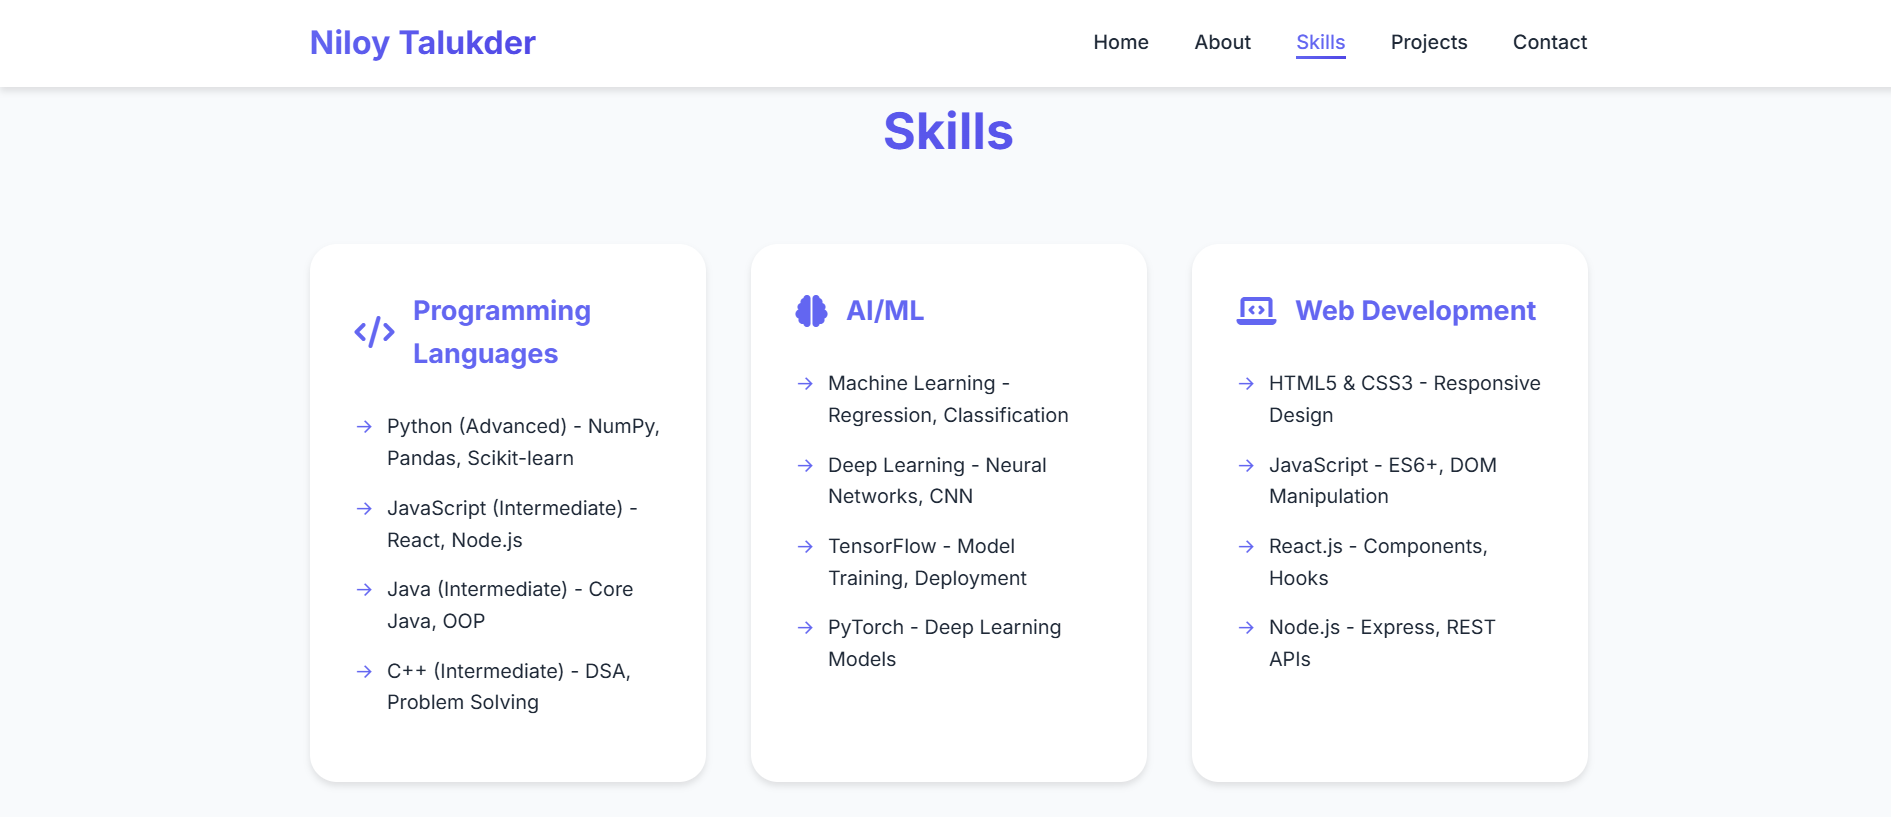 Niloy Talukder
Home
About
Skills
Projects
Contact
Skills
Programming
Languages
→ Python (Advanced) - NumPy,
Pandas, Scikit-learn
→ JavaScript (Intermediate) -
React, Node.js
→ Java (Intermediate) - Core
Java, OOP
→ C++ (Intermediate) - DSA,
Problem Solving
AI/ML
→ Machine Learning -
Regression, Classification
→ Deep Learning - Neural
Networks, CNN
→ TensorFlow - Model
Training, Deployment
→ PyTorch - Deep Learning
Models
Web Development
→ HTML5 & CSS3 - Responsive
Design
→ JavaScript - ES6+, DOM
Manipulation
→ React.js - Components,
Hooks
→ Node.js - Express, REST
APIs